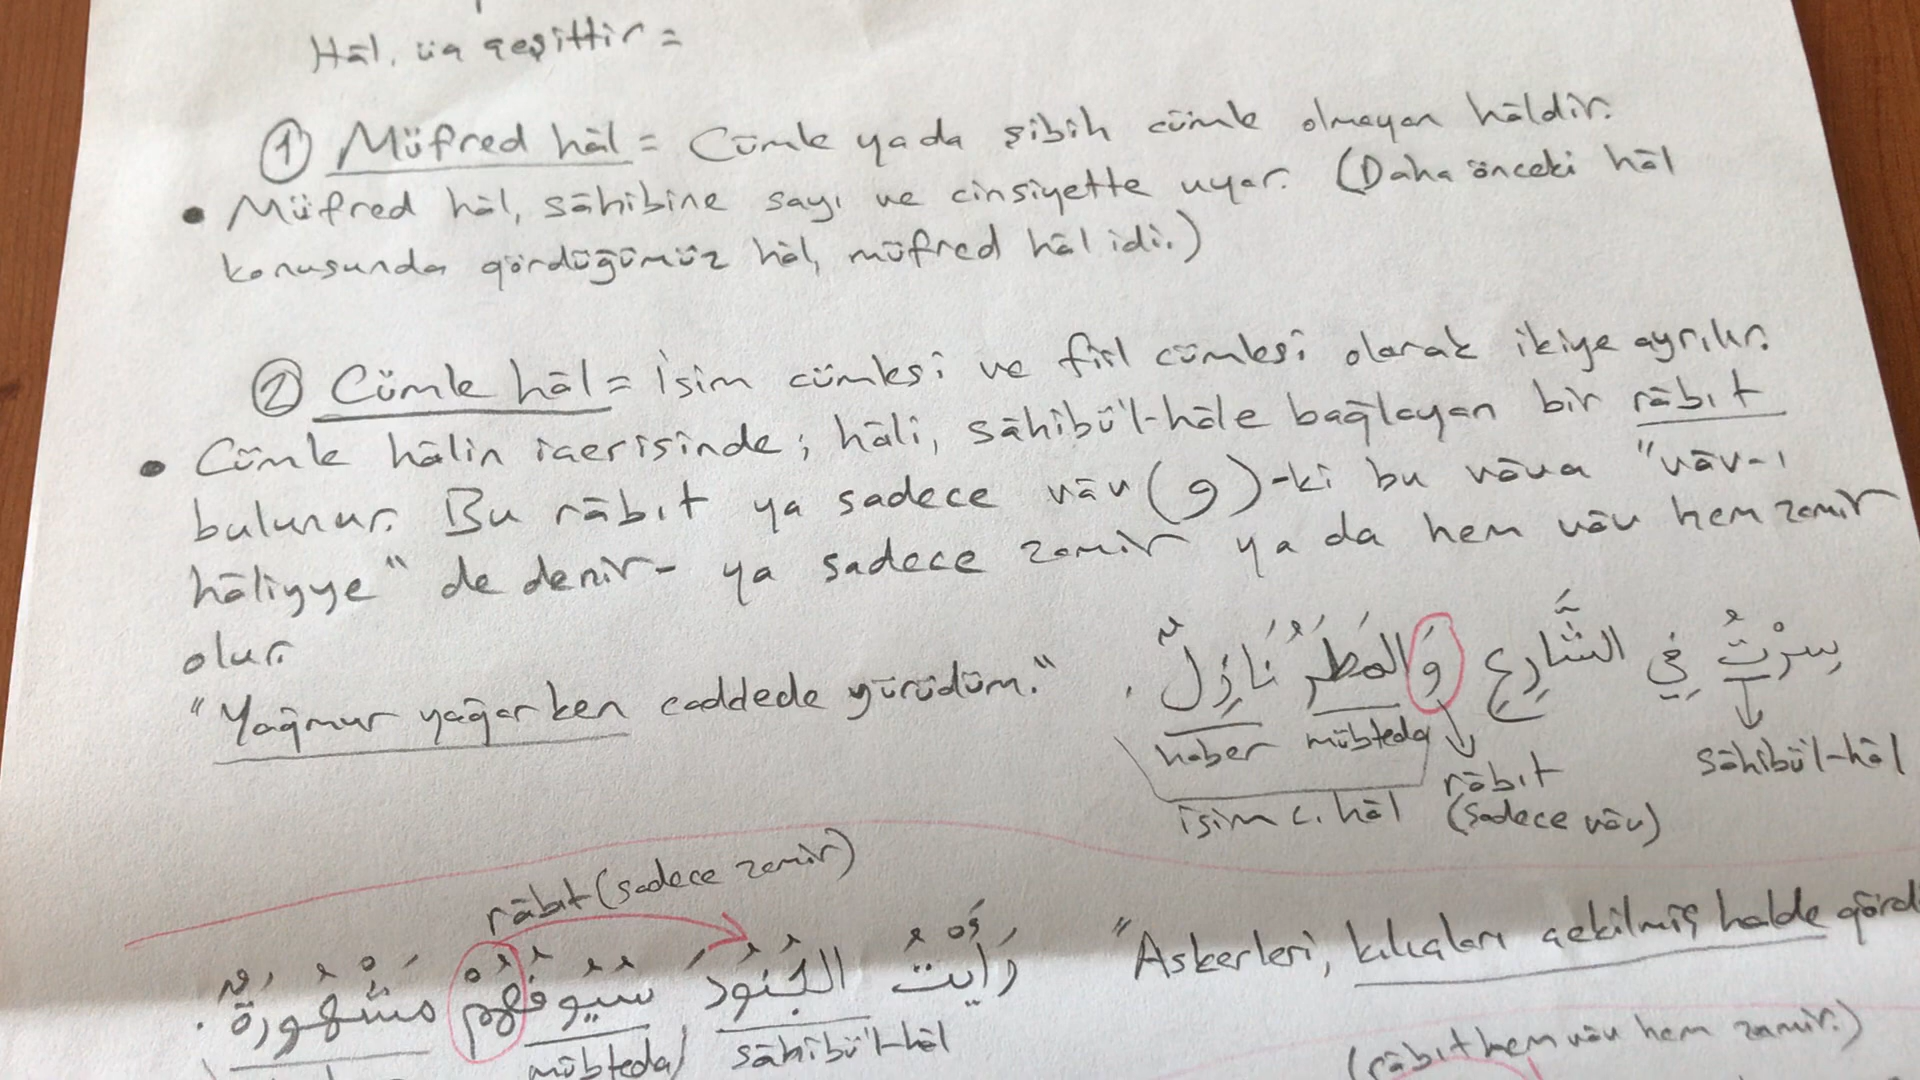 Hâl, üç çeşittir =
① Müfred hâl = Cümle ya da şibih cümle olmayan hâldir.
• Müfred hâl, sâhibine sayı ve cinsiyette uyar. (Daha önceki hâl
konusunda gördüğümüz hâl, müfred hâl idi.)
② Cümle hâl = İsim cümlesi ve fiil cümlesi olarak ikiye ayrılır.
• Cümle hâlin içerisinde; hâli, sâhibü'l-hâle bağlayan bir râbıt
bulunur. Bu râbıt ya sadece vâv (و) -ki bu vâva "vâv-ı
hâliyye" de denir- ya sadece zamir ya da hem vâv hem zamir
olur.
سِرْتُ فِي الشَّارِعِ وَالمَطَرُ نَازِلٌ .
"Yağmur yağarken caddede yürüdüm."
haber mübteda
râbıt
(sadece vâv)
sâhibü'l-hâl
isim c. hâl
râbıt (sadece zamir)
رَأَيْتُ الجُنُودَ سُيُوفُهُمْ مَشْهُورَةٌ .
"Askerleri, kılıçları çekilmiş halde görd
mübteda
sâhibü'l-hâl
(râbıt hem vâv hem zamir.)